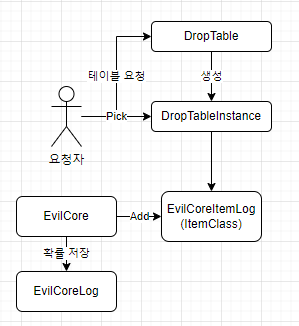 DropTable
테이블 요청
생성
Pick
DropTableInstance
요청자
EvilCore
Add
EvilCoreItemLog
(ItemClass)
확률 저장
EvilCoreLog